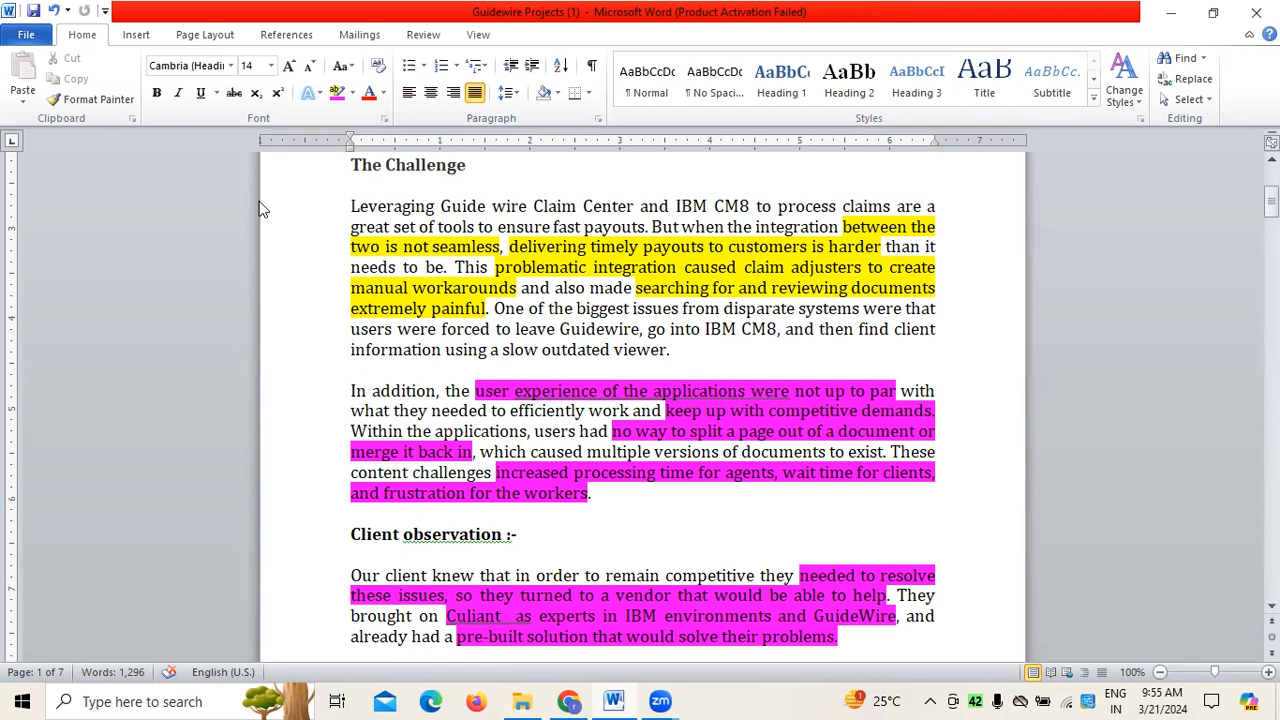 Guidewire Projects (1) - Microsoft Word (Product Activation Failed)
File Home Insert Page Layout References Mailings Review View
Cut
Copy
Format Painter
Paste
Clipboard
Cambria (Headi 14
Font
Paragraph
AaBbCcDc AaBbCcDc AaBbC AaBbC AaBbCcI AaB AaBbCc.
¶ Normal ¶ No Spaci... Heading 1 Heading 2 Heading 3 Title Subtitle
Styles
Change Styles
Find
Replace
Select
Editing
The Challenge
Leveraging Guide wire Claim Center and IBM CM8 to process claims are a
great set of tools to ensure fast payouts. But when the integration between the
two is not seamless, delivering timely payouts to customers is harder than it
needs to be. This problematic integration caused claim adjusters to create
manual workarounds and also made searching for and reviewing documents
extremely painful. One of the biggest issues from disparate systems were that
users were forced to leave Guidewire, go into IBM CM8, and then find client
information using a slow outdated viewer.
In addition, the user experience of the applications were not up to par with
what they needed to efficiently work and keep up with competitive demands.
Within the applications, users had no way to split a page out of a document or
merge it back in, which caused multiple versions of documents to exist. These
content challenges increased processing time for agents, wait time for clients,
and frustration for the workers.
Client observation :-
Our client knew that in order to remain competitive they needed to resolve
these issues, so they turned to a vendor that would be able to help. They
brought on Culiant as experts in IBM environments and GuideWire, and
already had a pre-built solution that would solve their problems.
Page: 1 of 7 Words: 1,296 English (U.S.) 100%
Type here to search
25°C
42
ENG
IN
9:55 AM
3/21/2024